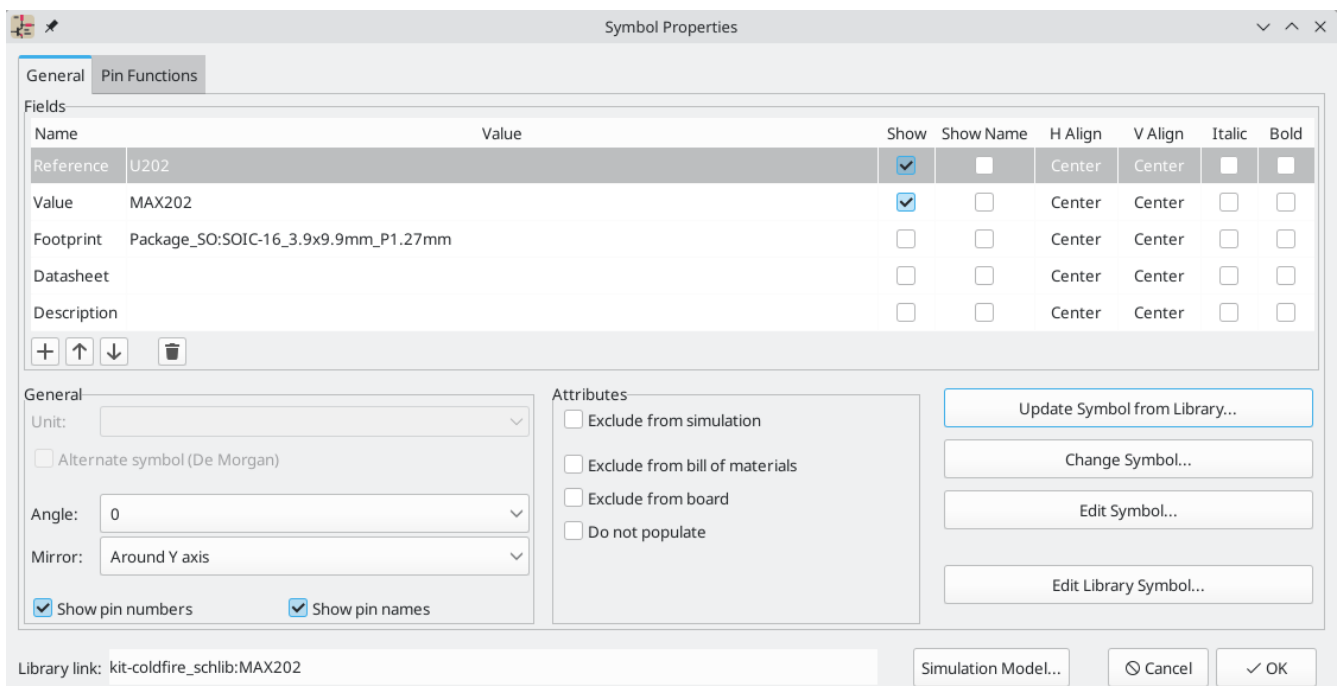 Symbol Properties
General Pin Functions
Fields
Name Value Show Show Name H Align V Align Italic Bold
Reference U202 Center Center
Value MAX202 Center Center
Footprint Package_SO:SOIC-16_3.9x9.9mm_P1.27mm Center Center
Datasheet Center Center
Description Center Center
General
Unit:
Alternate symbol (De Morgan)
Angle: 0
Mirror: Around Y axis
Show pin numbers Show pin names
Attributes
Exclude from simulation
Exclude from bill of materials
Exclude from board
Do not populate
Update Symbol from Library...
Change Symbol...
Edit Symbol...
Edit Library Symbol...
Library link: kit-coldfire_schlib:MAX202 Simulation Model... Cancel OK